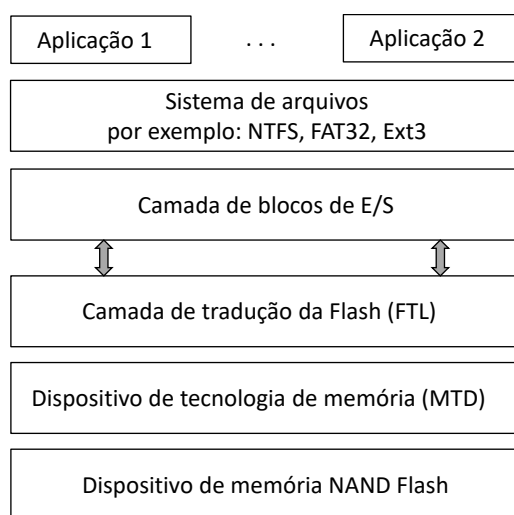 Aplicação 1 . . . Aplicação 2
Sistema de arquivos
por exemplo: NTFS, FAT32, Ext3
Camada de blocos de E/S
Camada de tradução da Flash (FTL)
Dispositivo de tecnologia de memória (MTD)
Dispositivo de memória NAND Flash